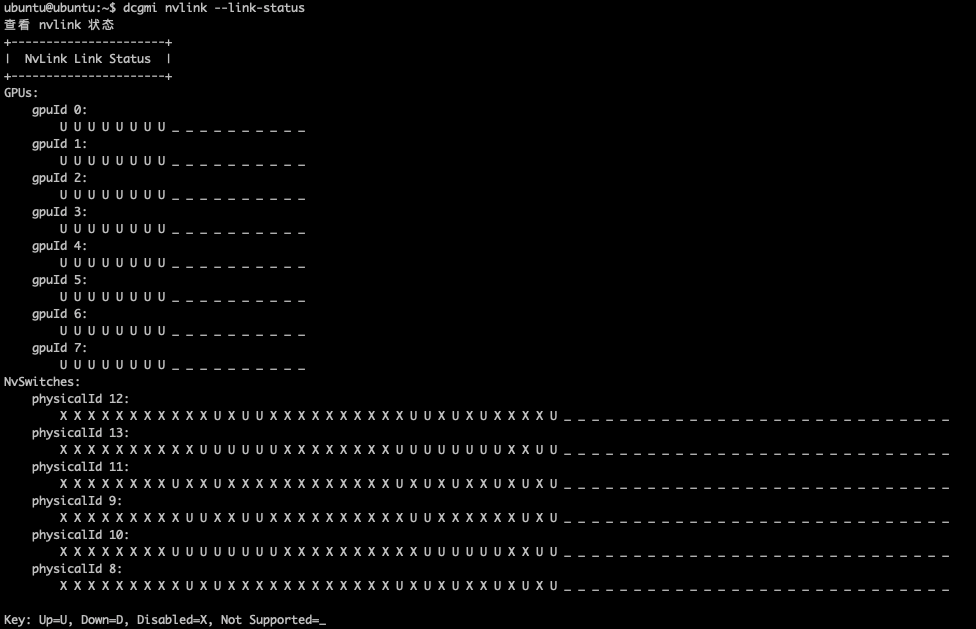 ubuntu@ubuntu:~$ dcgmi nvlink --link-status
查看 nvlink 状态
+----------------------+
|  NvLink Link Status  |
+----------------------+
GPUs:
    gpuId 0:
        U U U U U U U U _ _ _ _ _ _ _ _ _ _
    gpuId 1:
        U U U U U U U U _ _ _ _ _ _ _ _ _ _
    gpuId 2:
        U U U U U U U U _ _ _ _ _ _ _ _ _ _
    gpuId 3:
        U U U U U U U U _ _ _ _ _ _ _ _ _ _
    gpuId 4:
        U U U U U U U U _ _ _ _ _ _ _ _ _ _
    gpuId 5:
        U U U U U U U U _ _ _ _ _ _ _ _ _ _
    gpuId 6:
        U U U U U U U U _ _ _ _ _ _ _ _ _ _
    gpuId 7:
        U U U U U U U U _ _ _ _ _ _ _ _ _ _
NvSwitches:
    physicalId 12:
        X X X X X X X X X X X U X U U X X X X X X X X X X U U X U X U X X X X U _ _ _ _ _ _ _ _ _ _ _ _ _ _ _ _ _ _ _ _ _ _ _ _ _ _ _ _
    physicalId 13:
        X X X X X X X X X X U U U U U U X X X X X X X X U U U U U U U U X X U U _ _ _ _ _ _ _ _ _ _ _ _ _ _ _ _ _ _ _ _ _ _ _ _ _ _ _ _
    physicalId 11:
        X X X X X X X X U X X U X X X X X X X X X X X X U X U X X U X U X U X U _ _ _ _ _ _ _ _ _ _ _ _ _ _ _ _ _ _ _ _ _ _ _ _ _ _ _ _
    physicalId 9:
        X X X X X X X X X U U X X U U X X X X X X X X X X U U X X X X X X U X U _ _ _ _ _ _ _ _ _ _ _ _ _ _ _ _ _ _ _ _ _ _ _ _ _ _ _ _
    physicalId 10:
        X X X X X X X X U U U U U U U U X X X X X X X X X X U U U U U U X X U U _ _ _ _ _ _ _ _ _ _ _ _ _ _ _ _ _ _ _ _ _ _ _ _ _ _ _ _
    physicalId 8:
        X X X X X X X X X U X U X X X X X X X X X X X X U X U X U X X U X U X U _ _ _ _ _ _ _ _ _ _ _ _ _ _ _ _ _ _ _ _ _ _ _ _ _ _ _ _
Key: Up=U, Down=D, Disabled=X, Not Supported=_